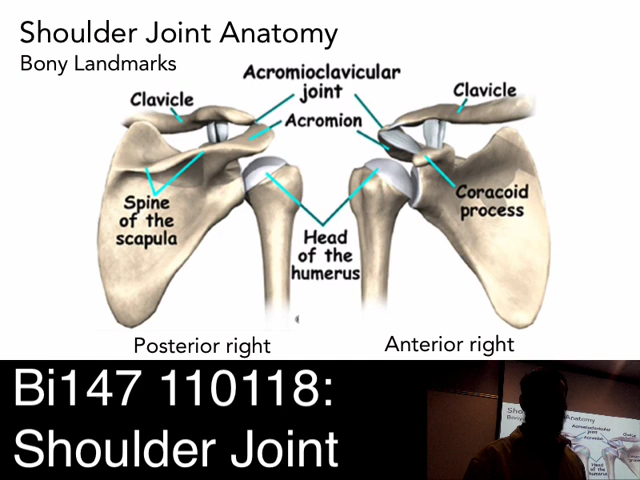 Shoulder Joint Anatomy
Bony Landmarks
Acromioclavicular
joint
Clavicle
Clavicle
Acromion
Spine
of the
scapula
Coracoid
process
Head
of the
humerus
Posterior right
Anterior right
Bi147 110118:
Shoulder Joint